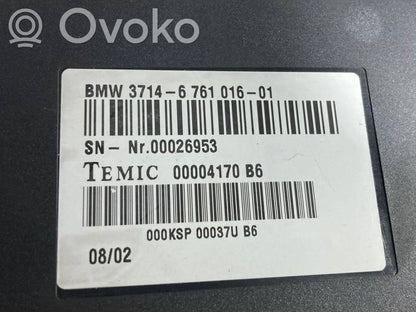 Ovoko
BMW 3714-6 761 016-01
SN- Nr.00026953
TEMIC 00004170 B6
000KSP 00037U B6
08/02